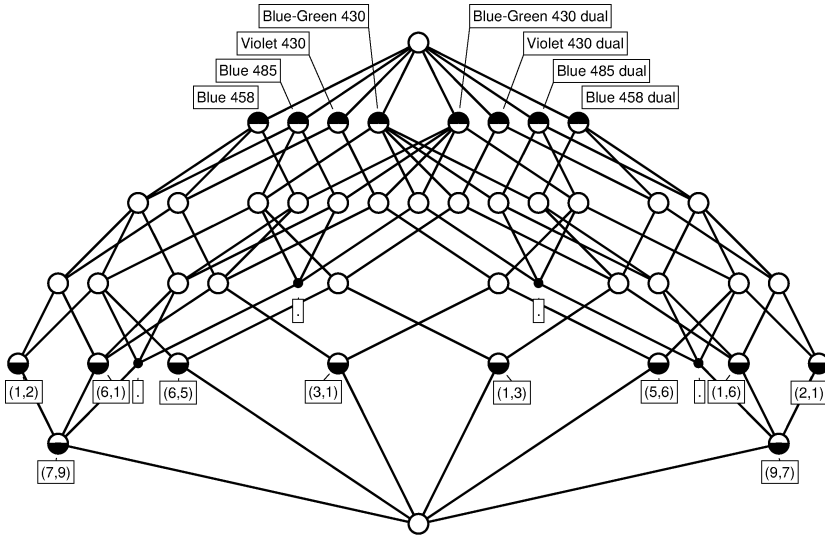 Blue-Green 430
Blue-Green 430 dual
Violet 430
Violet 430 dual
Blue 485
Blue 485 dual
Blue 458
Blue 458 dual
.
.
(1,2)
(6,1)
.
(6,5)
(3,1)
(1,3)
(5,6)
.
(1,6)
(2,1)
(7,9)
(9,7)